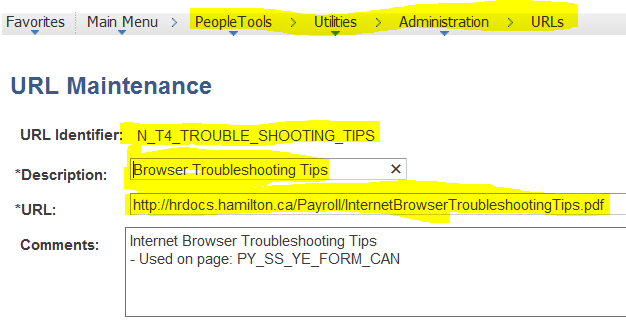 Favorites Main Menu > PeopleTools > Utilities > Administration > URLs
URL Maintenance
URL Identifier: N_T4_TROUBLE_SHOOTING_TIPS
*Description: Browser Troubleshooting Tips ×
*URL: http://hrdocs.hamilton.ca/Payroll/InternetBrowserTroubleshootingTips.pdf
Comments: Internet Browser Troubleshooting Tips
- Used on page: PY_SS_YE_FORM_CAN